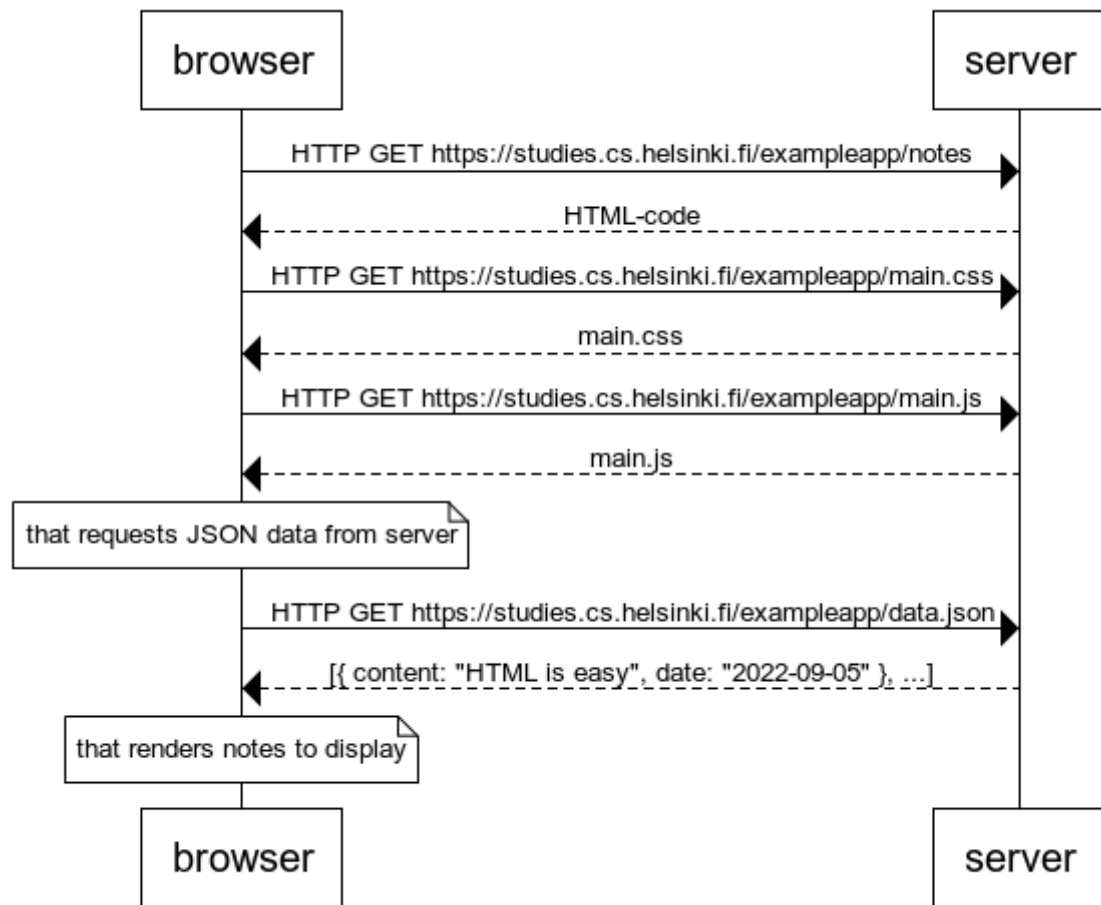 browser
server
HTTP GET https://studies.cs.helsinki.fi/exampleapp/notes
HTML-code
HTTP GET https://studies.cs.helsinki.fi/exampleapp/main.css
main.css
HTTP GET https://studies.cs.helsinki.fi/exampleapp/main.js
main.js
that requests JSON data from server
HTTP GET https://studies.cs.helsinki.fi/exampleapp/data.json
[{ content: "HTML is easy", date: "2022-09-05" }, ...]
that renders notes to display
browser
server